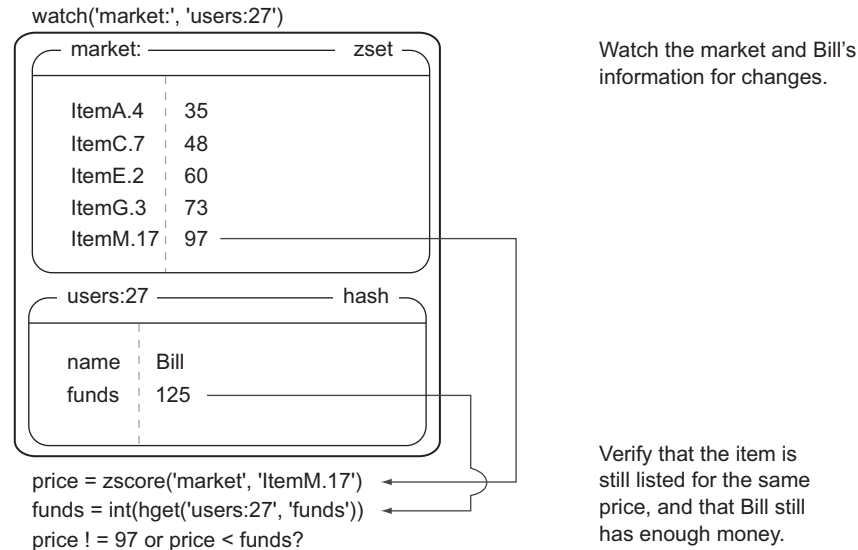 watch('market:', 'users:27')
market: zset
ItemA.4 35
ItemC.7 48
ItemE.2 60
ItemG.3 73
ItemM.17 97
users:27 hash
name Bill
funds 125
price = zscore('market', 'ItemM.17')
funds = int(hget('users:27', 'funds'))
price ! = 97 or price < funds?
Watch the market and Bill's
information for changes.
Verify that the item is
still listed for the same
price, and that Bill still
has enough money.